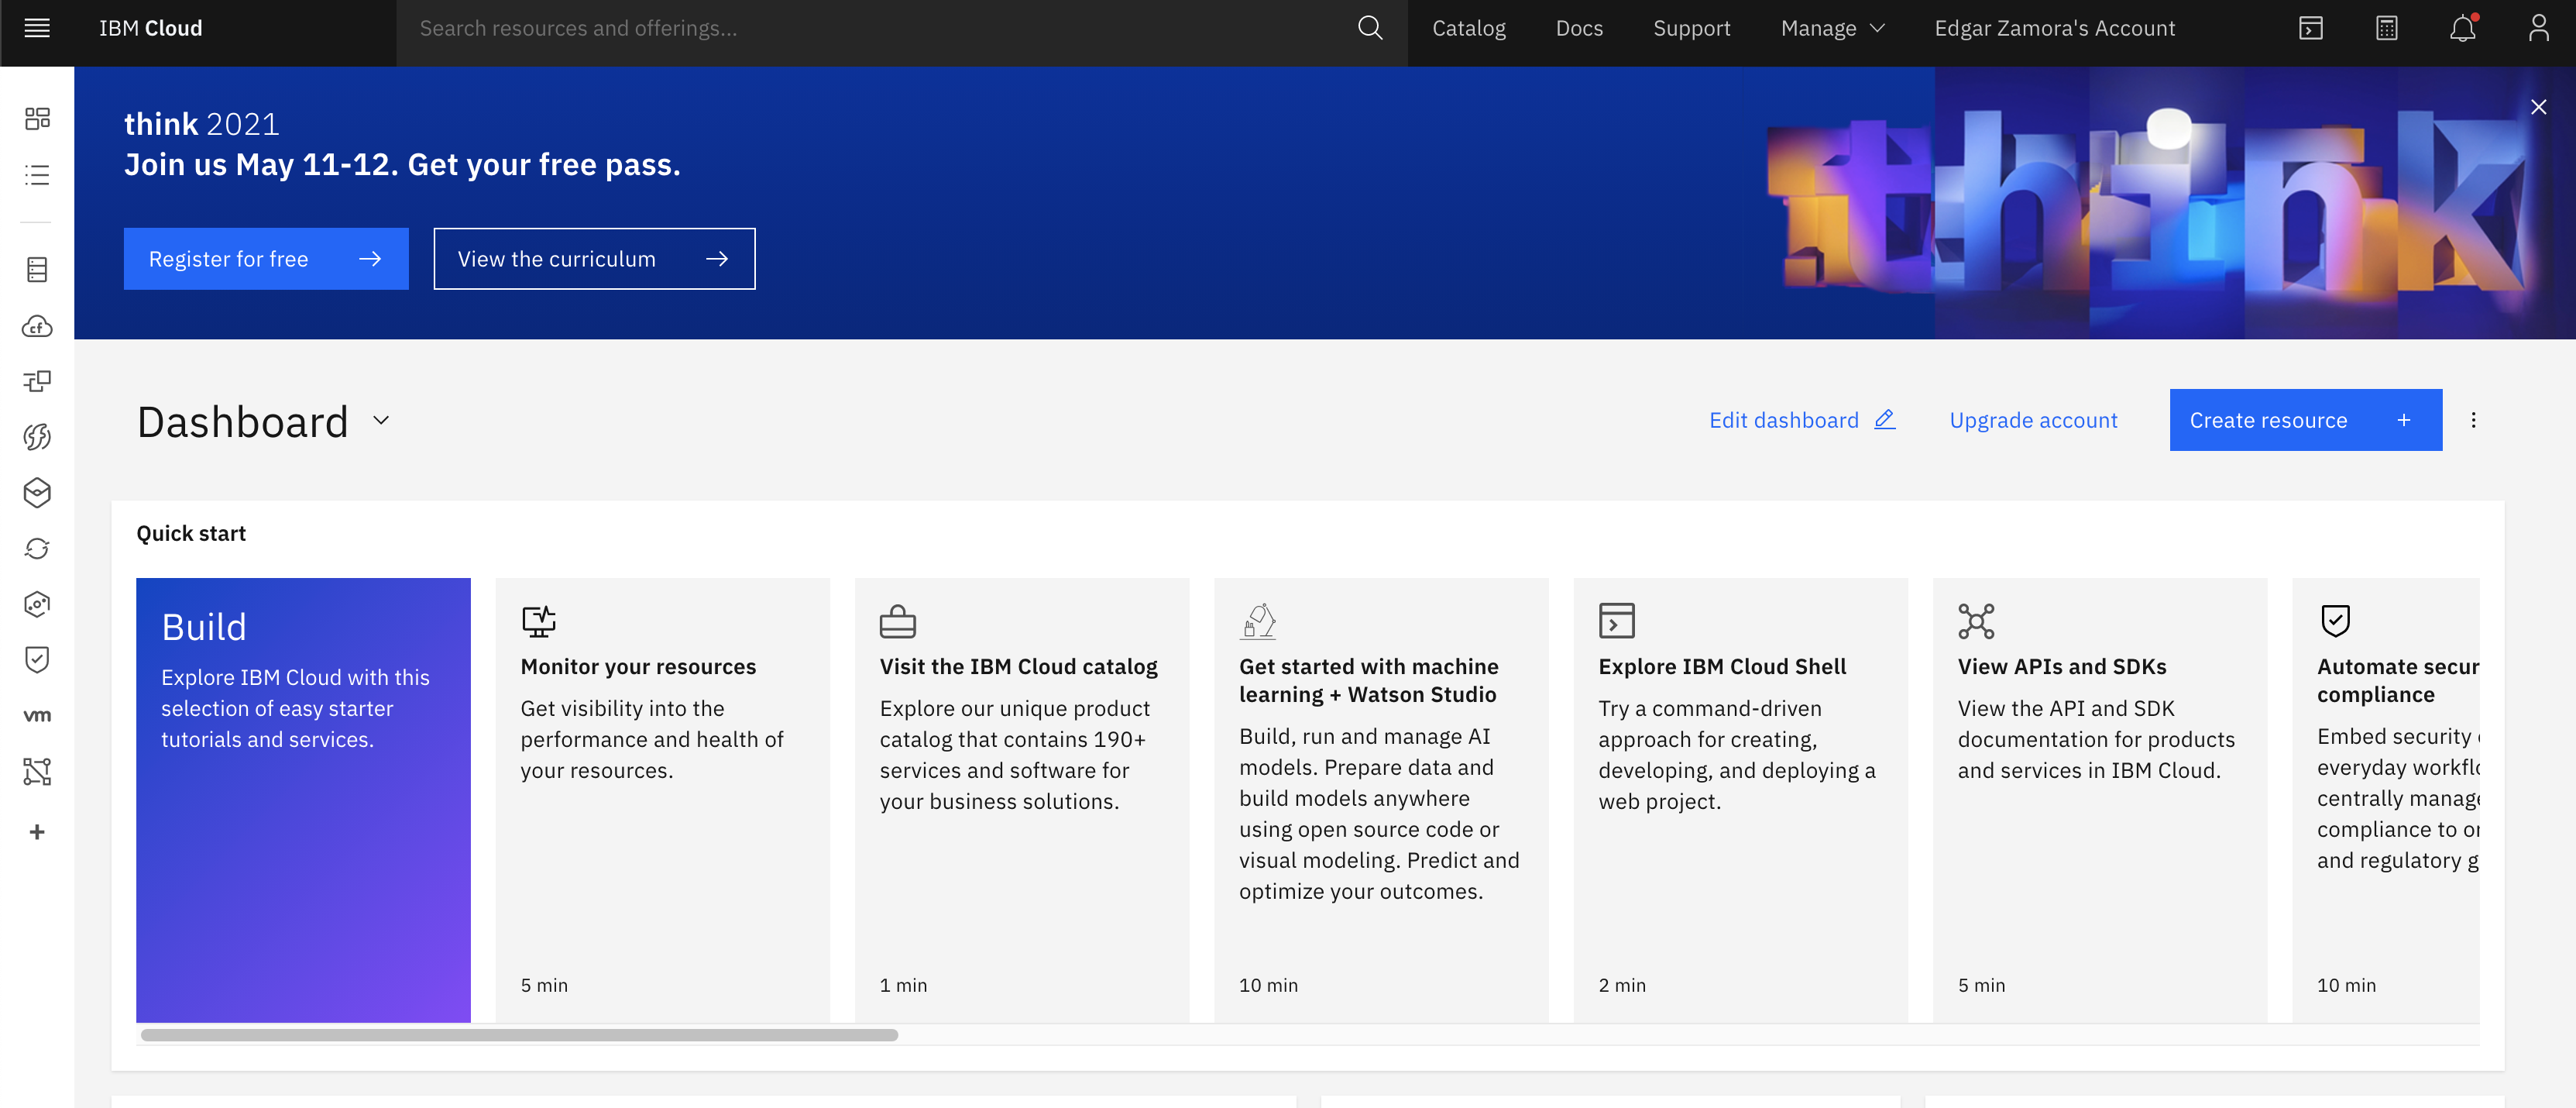 IBM Cloud
Search resources and offerings...
Catalog
Docs
Support
Manage
Edgar Zamora's Account
think 2021
Join us May 11-12. Get your free pass.
Register for free
View the curriculum
think
cf
vm
Dashboard
Edit dashboard
Upgrade account
Create resource
Quick start
Build
Explore IBM Cloud with this
selection of easy starter
tutorials and services.
Monitor your resources
Get visibility into the
performance and health of
your resources.
5 min
Visit the IBM Cloud catalog
Explore our unique product
catalog that contains 190+
services and software for
your business solutions.
1 min
Get started with machine
learning + Watson Studio
Build, run and manage AI
models. Prepare data and
build models anywhere
using open source code or
visual modeling. Predict and
optimize your outcomes.
10 min
Explore IBM Cloud Shell
Try a command-driven
approach for creating,
developing, and deploying a
web project.
2 min
View APIs and SDKs
View the API and SDK
documentation for products
and services in IBM Cloud.
5 min
Automate secur
compliance
Embed security
everyday workfl
centrally manage
compliance to or
and regulatory g
10 min